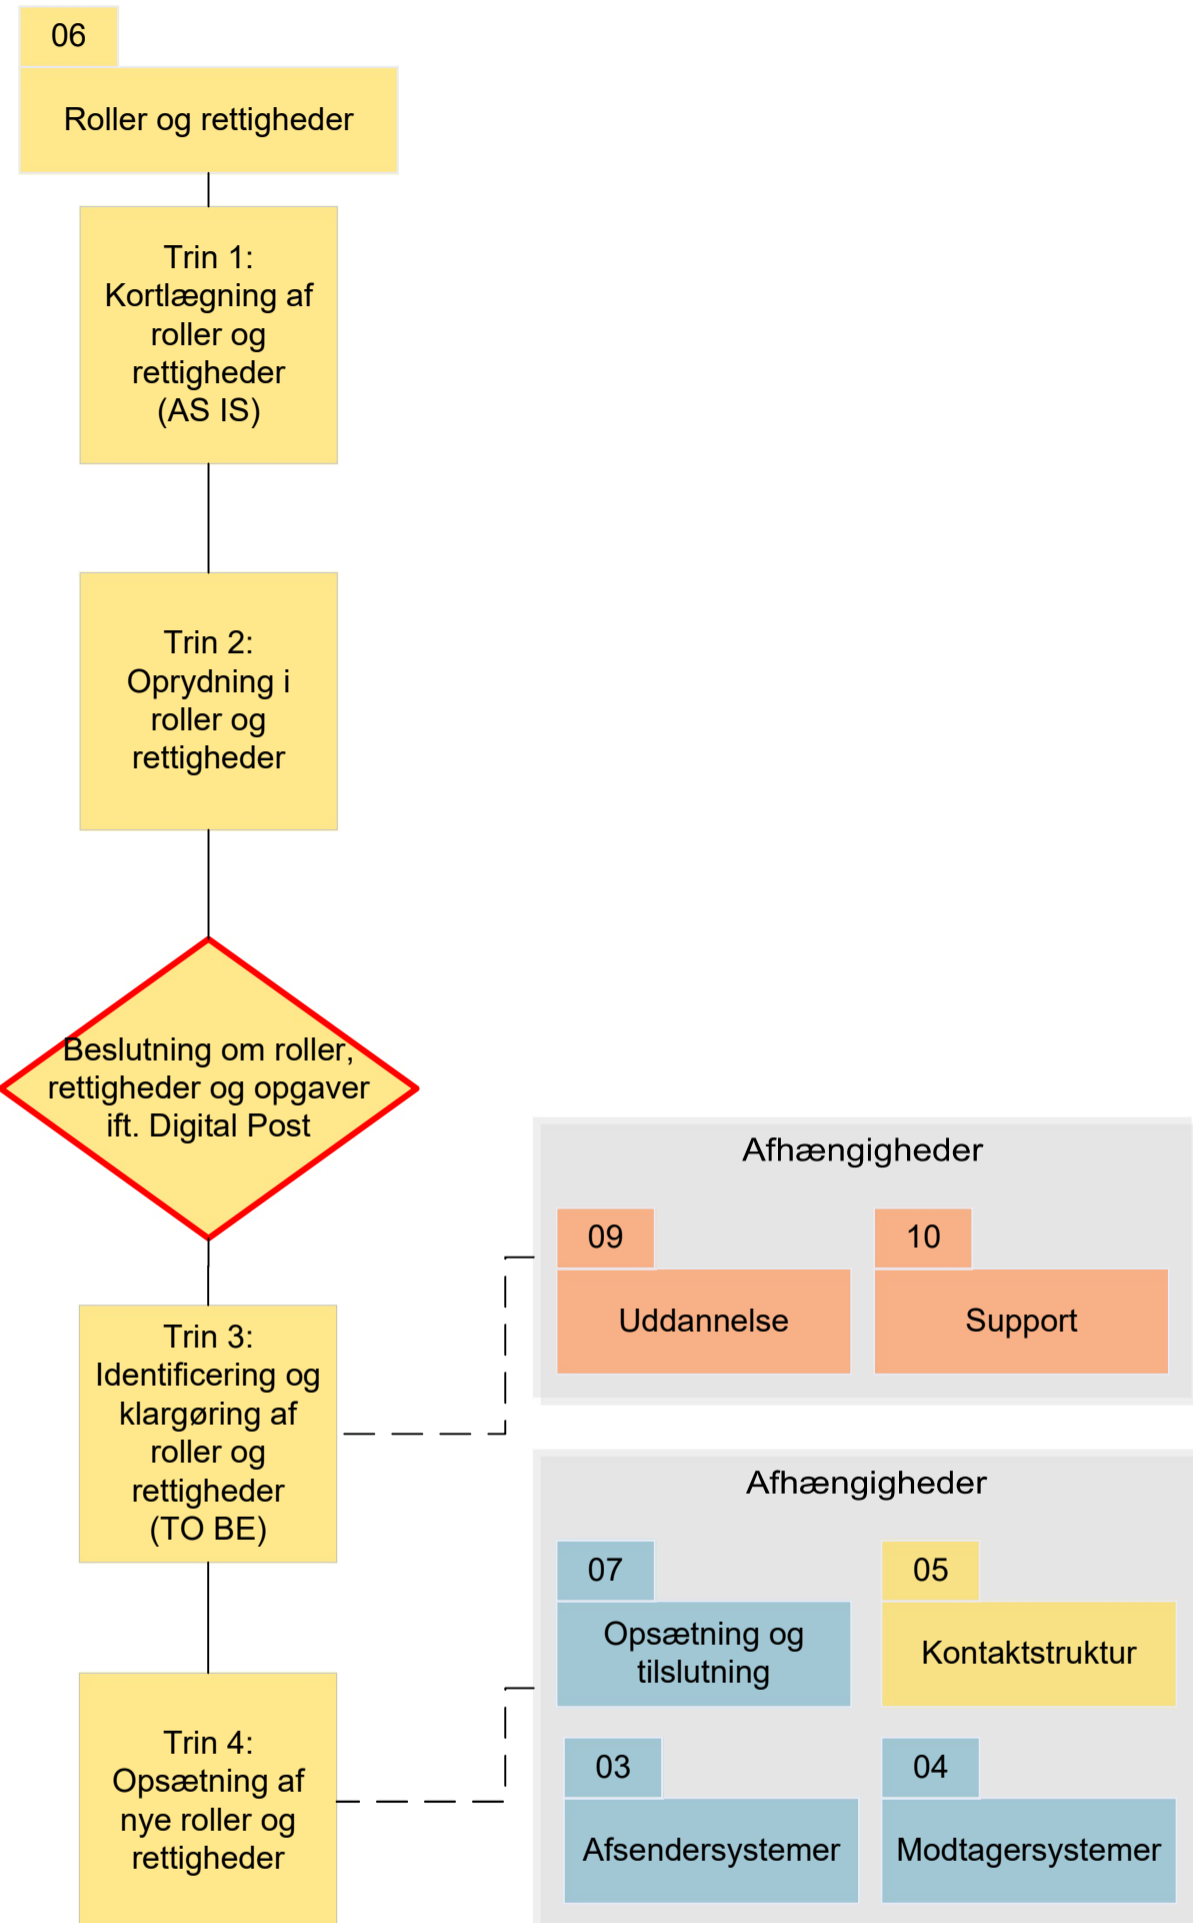 06
Roller og rettigheder
Trin 1:
Kortlægning af
roller og
rettigheder
(AS IS)
Trin 2:
Oprydning i
roller og
rettigheder
Beslutning om roller,
rettigheder og opgaver
ift. Digital Post
Trin 3:
Identificering og
klargøring af
roller og
rettigheder
(TO BE)
Afhængigheder
09
Uddannelse
10
Support
Trin 4:
Opsætning af
nye roller og
rettigheder
Afhængigheder
07
Opsætning og
tilslutning
05
Kontaktstruktur
03
Afsendersystemer
04
Modtagersystemer